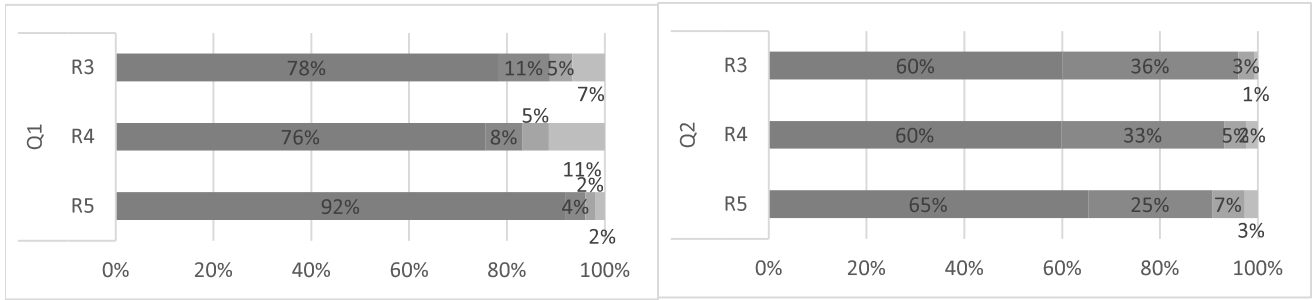 R3 78% 11% 5%
7%
5%
R4 76% 8%
Q1
11%
2%
R5 92% 4%
2%
0% 20% 40% 60% 80% 100%
R3 60% 36% 3%
1%
R4 60% 33% 5% 2%
Q2
R5 65% 25% 7%
3%
0% 20% 40% 60% 80% 100%